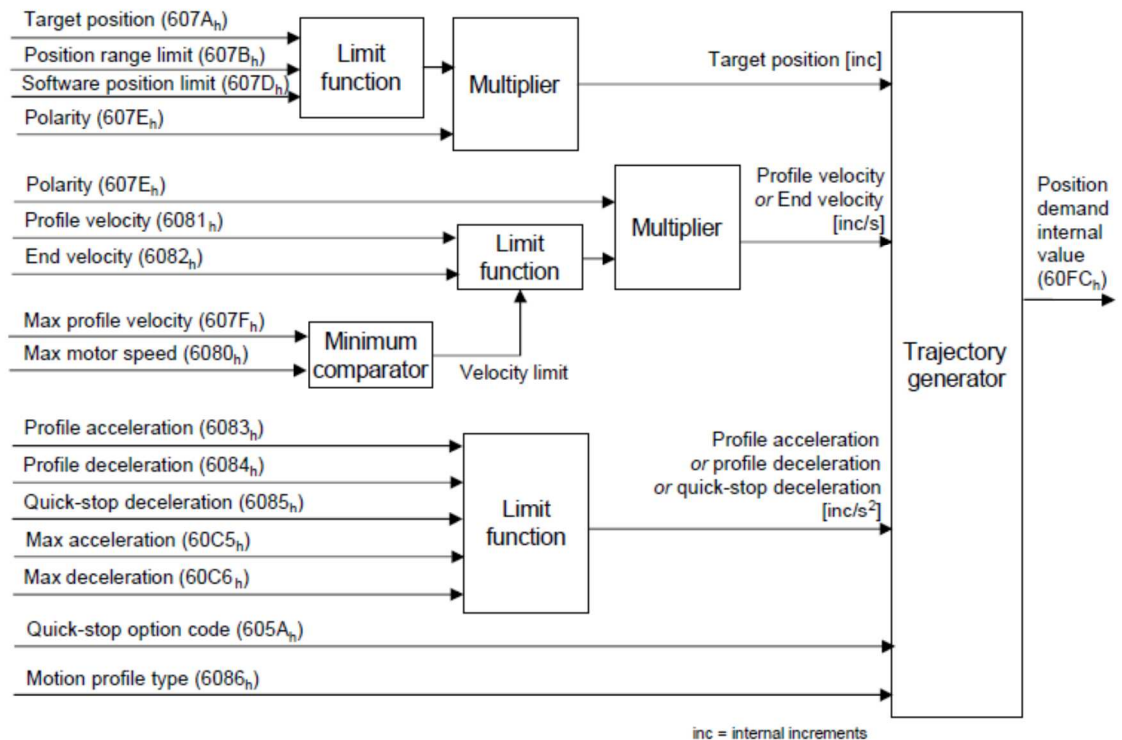 Target position (607Ah)
Position range limit (607Bh)
Software position limit (607Dh)
Polarity (607Eh)
Limit
function
Multiplier
Target position [inc]
Polarity (607Eh)
Profile velocity (6081h)
End velocity (6082h)
Limit
function
Multiplier
Profile velocity
or End velocity
[inc/s]
Max profile velocity (607Fh)
Max motor speed (6080h)
Minimum
comparator
Velocity limit
Profile acceleration (6083h)
Profile deceleration (6084h)
Quick-stop deceleration (6085h)
Max acceleration (60C5h)
Max deceleration (60C6h)
Limit
function
Profile acceleration
or profile deceleration
or quick-stop deceleration
[inc/s²]
Quick-stop option code (605Ah)
Motion profile type (6086h)
Trajectory
generator
Position
demand
internal
value
(60FCh)
inc = internal increments